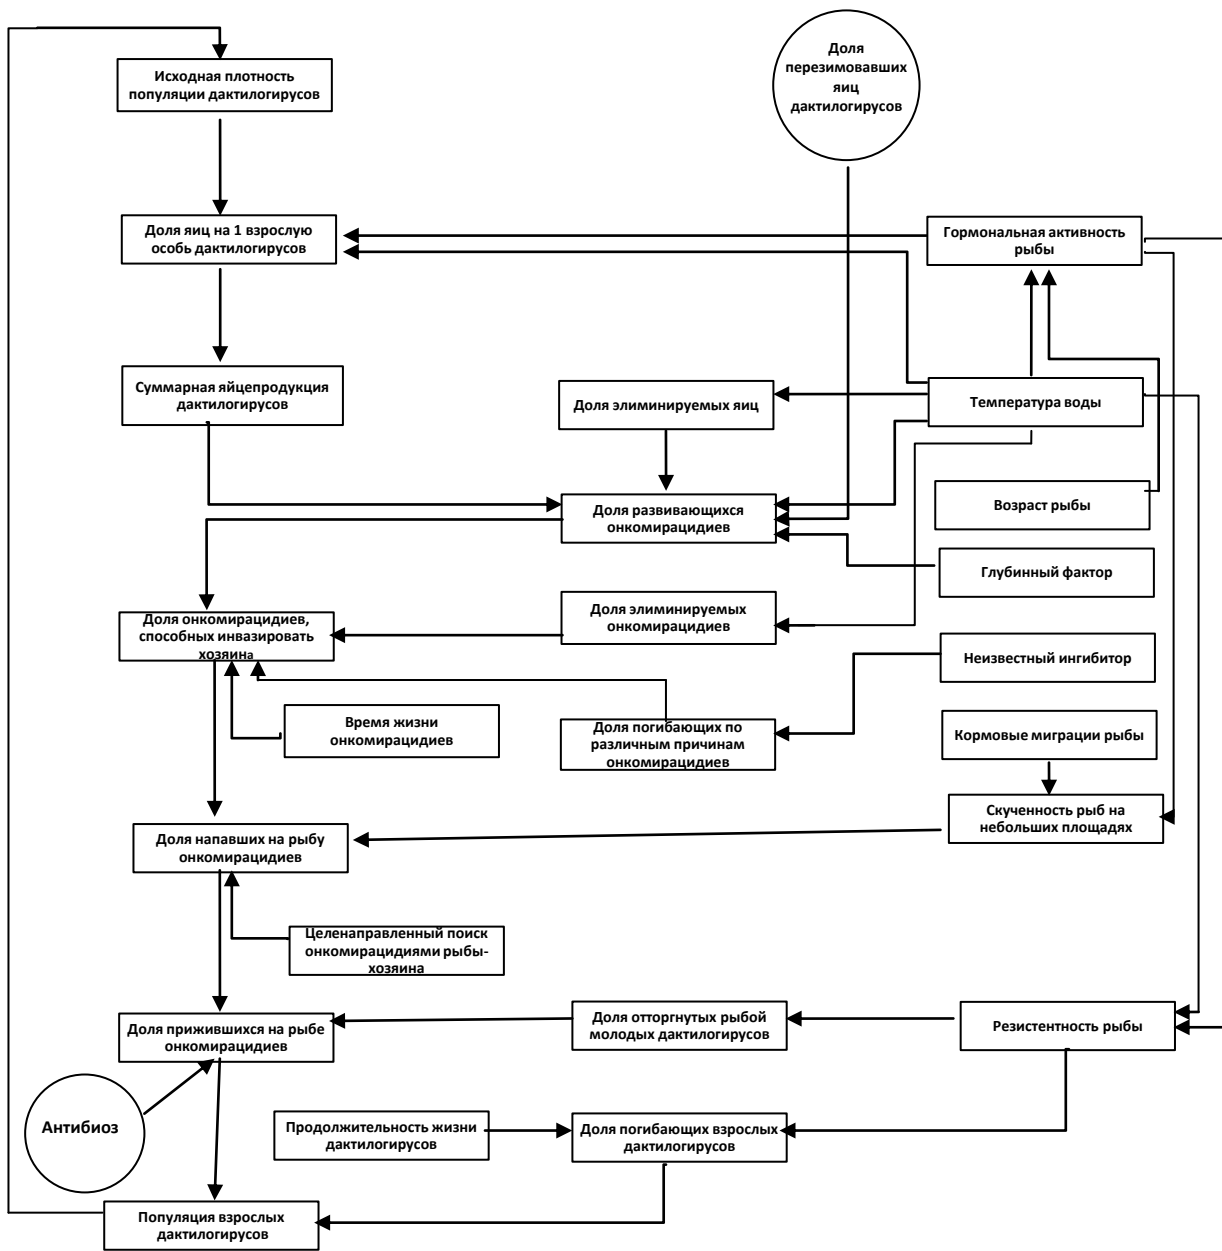 Исходная плотность
популяции дактилогирусов
Доля
перезимовавших
яиц
дактилогирусов
Доля яиц на 1 взрослую
особь дактилогирусов
Гормональная активность
рыбы
Суммарная яйцепродукция
дактилогирусов
Доля элиминируемых яиц
Температура воды
Доля развивающихся
онкомирацидиев
Возраст рыбы
Глубинный фактор
Доля онкомирацидиев,
способных инвазировать
хозяина
Доля элиминируемых
онкомирацидиев
Неизвестный ингибитор
Время жизни
онкомирацидиев
Доля погибающих по
различным причинам
онкомирацидиев
Кормовые миграции рыбы
Скученность рыб на
небольших площадях
Доля напавших на рыбу
онкомирацидиев
Целенаправленный поиск
онкомирацидиями рыбы-
хозяина
Доля прижившихся на рыбе
онкомирацидиев
Доля отторгнутых рыбой
молодых дактилогирусов
Резистентность рыбы
Антибиоз
Продолжительность жизни
дактилогирусов
Доля погибающих взрослых
дактилогирусов
Популяция взрослых
дактилогирусов